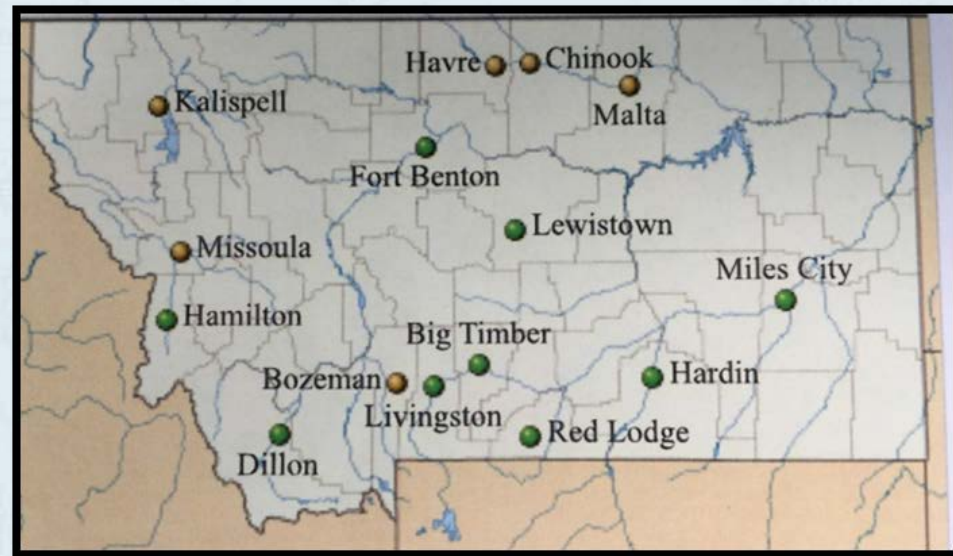 Havre
Chinook
Kalispell
Malta
Fort Benton
Lewistown
Missoula
Miles City
Hamilton
Big Timber
Bozeman
Hardin
Livingston
Red Lodge
Dillon